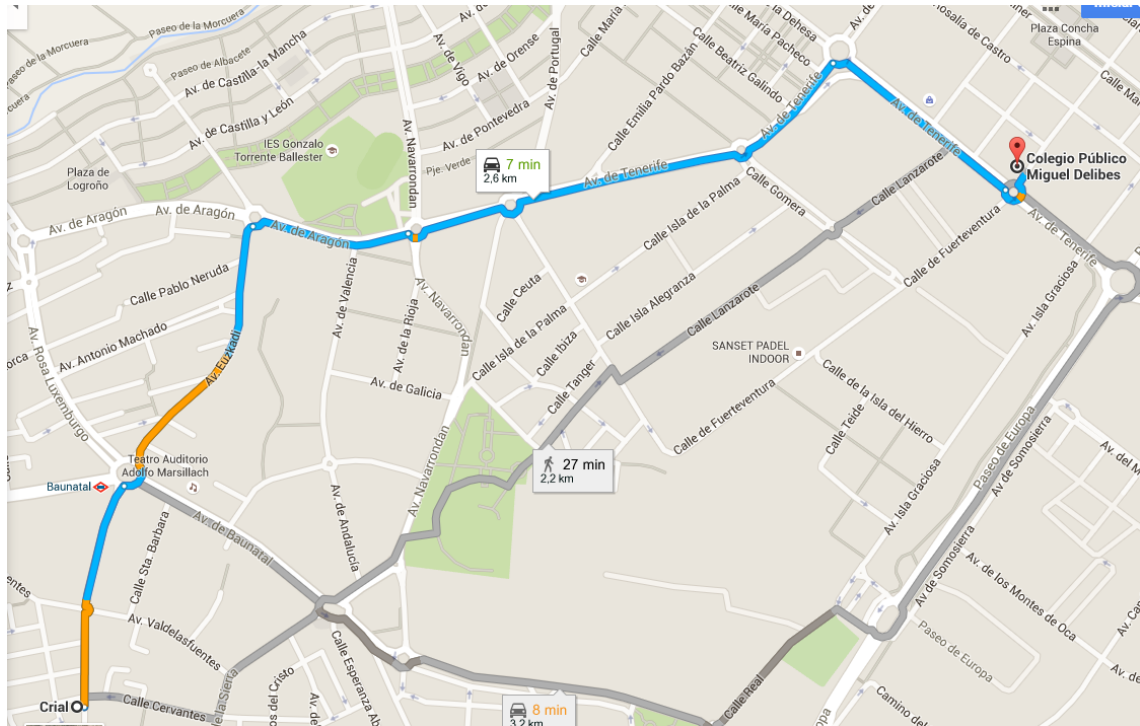 Paseo de la Morcuera
Paseo de la Morcuera
Paseo de Albacete
Av. de Castilla-la Mancha
Av. de Vigo
Av. de Orense
Av. de Portugal
Calle María
Dehesa
Calle María Pacheco
Calle Beatriz Galindo
Calle Emilia Pardo Bazán
Rosalía de Castro
Plaza Concha
Espina
Iniciar
Av. de Castilla y León
Av. de Pontevedra
IES Gonzalo
Torrente Ballester
Pje. Verde
Av. Navarrondan
Plaza de
Logroño
7 min
2,6 km
Av. de Tenerife
Av. de Tenerife
Av. de Tenerife
Colegio Público
Miguel Delibes
Av. de Aragón
Av. de Aragón
Av. de Aragón
Calle Isla de la Palma
Calle Gomera
Calle Lanzarote
Calle de Fuerteventura
Av. de Tenerife
Calle Pablo Neruda
Av. de Valencia
Av. de la Rioja
Av. Navarrondan
Calle Ceuta
Calle Isla de la Palma
Calle Ibiza
Calle Isla Alegranza
Calle Lanzarote
Av. Isla Graciosa
Av. Antonio Machado
Av. Euzkadi
Av. Rosa Luxemburgo
SANSET PADEL
INDOOR
Av. de Galicia
Calle Tanger
Calle de Fuerteventura
Calle de la Isla del Hierro
Calle Teide
Paseo de Europa
Av. de Somosierra
Teatro Auditorio
Adolfo Marsillach
Baunatal
27 min
2,2 km
Av. Navarrondan
Av. Isla Graciosa
Calle Sta. Barbara
Av. de Baunatal
Av. de Andalucía
Av de Somosierra
Av. de los Montes de Oca
Av. Valdelasfuentes
Paseo de Europa
Calle Esperanza
Calle Real
Crial
Calle Cervantes
8 min
3,2 km
Camino del